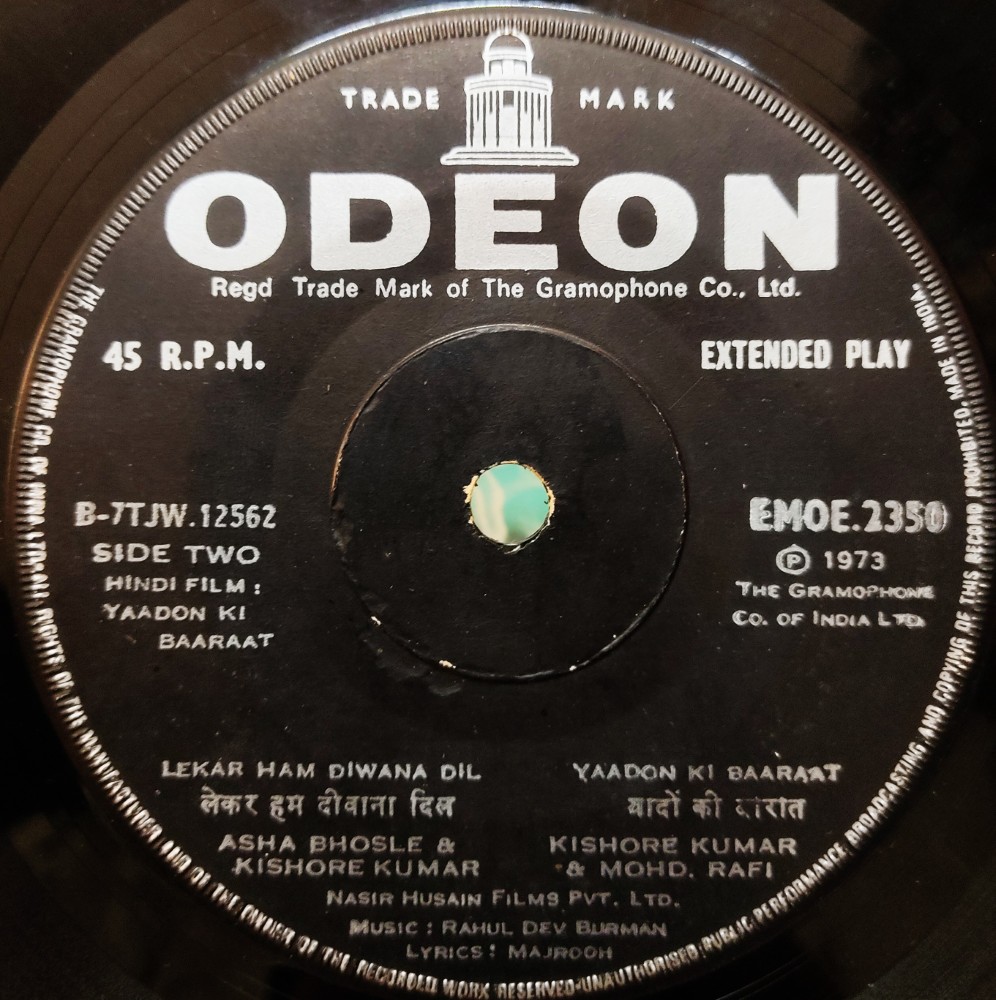 TRADE MARK
ODEON
Regd Trade Mark of The Gramophone Co., Ltd.
45 R.P.M.
EXTENDED PLAY
B-7TJW.12562
SIDE TWO
HINDI FILM :
YAADON KI
BAARAAT
EMOE.2350
Ⓟ 1973
THE GRAMOPHONE
CO. OF INDIA LTD.
LEKAR HAM DIWANA DIL
लेकर हम दीवाना दिल
ASHA BHOSLE &
KISHORE KUMAR
YAADON KI BAARAAT
यादों की बारात
KISHORE KUMAR
& MOHD. RAFI
NASIR HUSAIN FILMS PVT. LTD.
MUSIC : RAHUL DEV BURMAN
LYRICS : MAJROOH
THE GRAMOPHONE CO. OF INDIA LTD. ALL RIGHTS OF THE MANUFACTURER AND OF THE OWNER OF THE RECORDED WORK RESERVED·UNAUTHORISED PUBLIC PERFORMANCE BROADCASTING AND COPYING OF THIS RECORD PROHIBITED. MADE IN INDIA